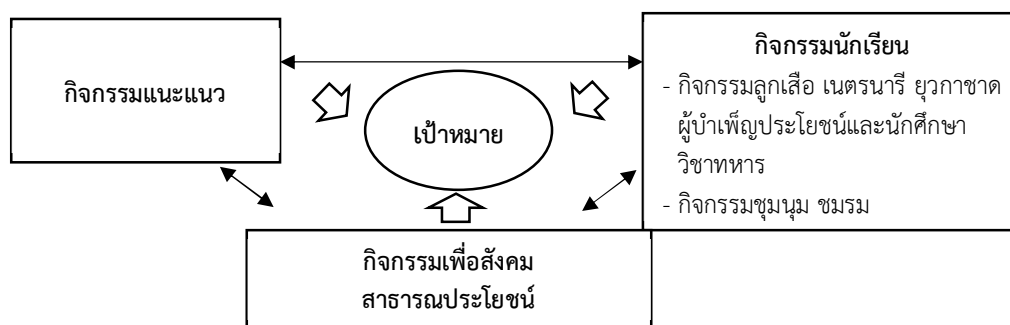 กิจกรรมแนะแนว
เป้าหมาย
กิจกรรมนักเรียน
- กิจกรรมลูกเสือ เนตรนารี ยุวกาชาด
ผู้บำเพ็ญประโยชน์และนักศึกษา
วิชาทหาร
- กิจกรรมชุมนุม ชมรม
กิจกรรมเพื่อสังคม
สาธารณประโยชน์